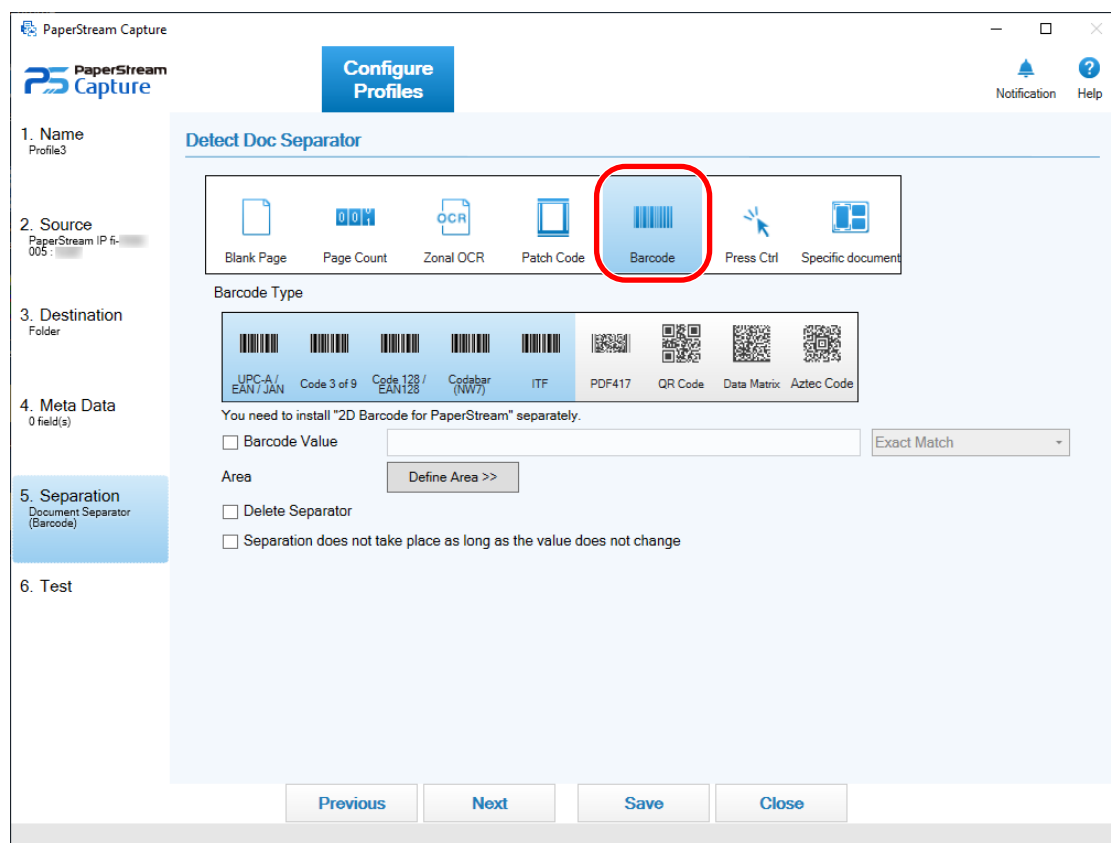 PaperStream Capture
PaperStream
Capture
Configure
Profiles
Notification
Help
1. Name
Profile3
2. Source
PaperStream IP fi-
005 :
3. Destination
Folder
4. Meta Data
0 field(s)
5. Separation
Document Separator
(Barcode)
6. Test
Detect Doc Separator
Blank Page
001
Page Count
OCR
Zonal OCR
Patch Code
Barcode
Press Ctrl
Specific document
Barcode Type
UPC-A /
EAN / JAN
Code 3 of 9
Code 128 /
EAN128
Codabar
(NW7)
ITF
PDF417
QR Code
Data Matrix
Aztec Code
You need to install "2D Barcode for PaperStream" separately.
Barcode Value
Exact Match
Area
Define Area >>
Delete Separator
Separation does not take place as long as the value does not change
Previous
Next
Save
Close